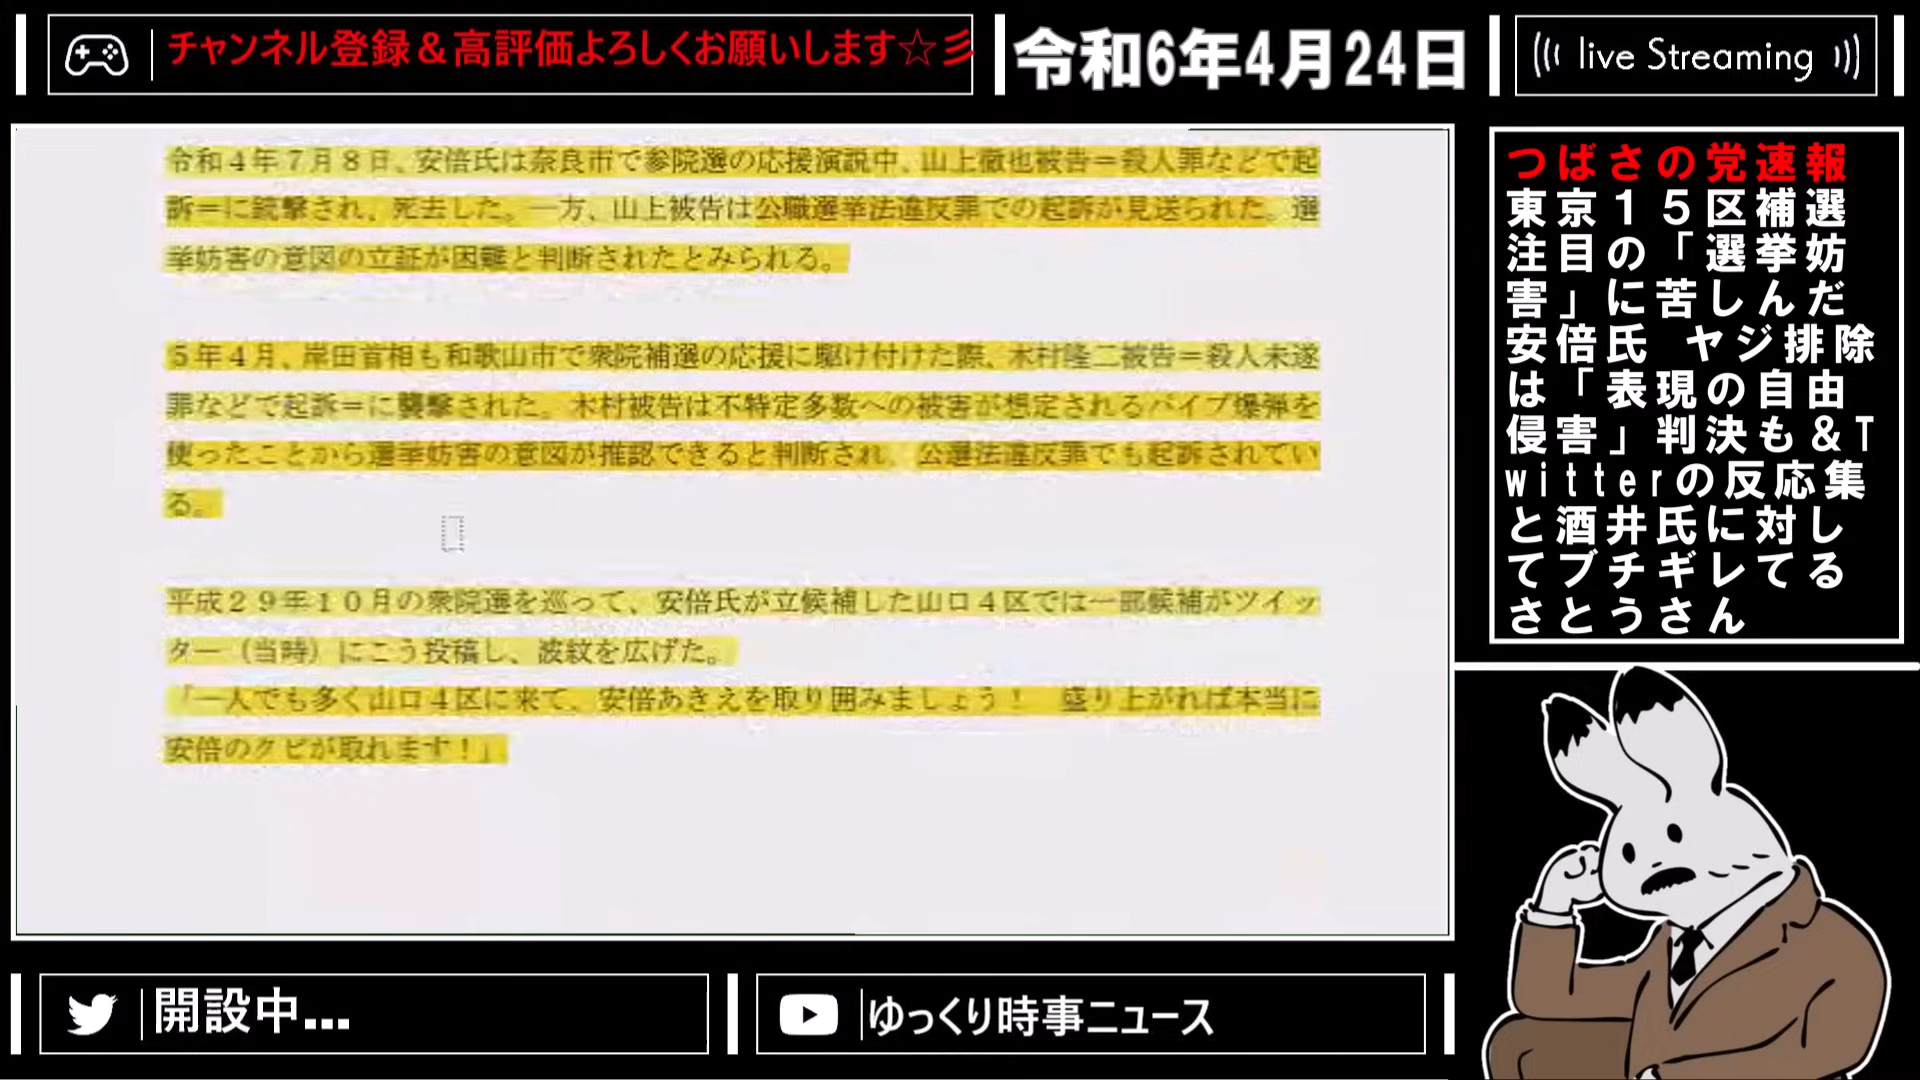 チャンネル登録＆高評価よろしくお願いします☆彡
令和6年4月24日
live Streaming
令和４年７月８日、安倍氏は奈良市で参院選の応援演説中、山上徹也被告＝殺人罪などで起
訴＝に銃撃され、死去した。一方、山上被告は公職選挙法違反罪での起訴が見送られた。選
挙妨害の意図の立証が困難と判断されたとみられる。
５年４月、岸田首相も和歌山市で衆院補選の応援に駆け付けた際、木村隆二被告＝殺人未遂
罪などで起訴＝に襲撃された。木村被告は不特定多数への被害が想定されるパイプ爆弾を
使ったことから選挙妨害の意図が推認できると判断され、公選法違反罪でも起訴されてい
る。
平成２９年１０月の衆院選を巡って、安倍氏が立候補した山口４区では一部候補がツイッ
ター（当時）にこう投稿し、波紋を広げた。
「一人でも多く山口４区に来て、安倍あきえを取り囲みましょう！　盛り上がれば本当に
安倍のクビが取れます！」
つばさの党速報
東京１５区補選
注目の「選挙妨
害」に苦しんだ
安倍氏 ヤジ排除
は「表現の自由
侵害」判決も＆T
witterの反応集
と酒井氏に対し
てブチギレてる
さとうさん
開設中...
ゆっくり時事ニュース